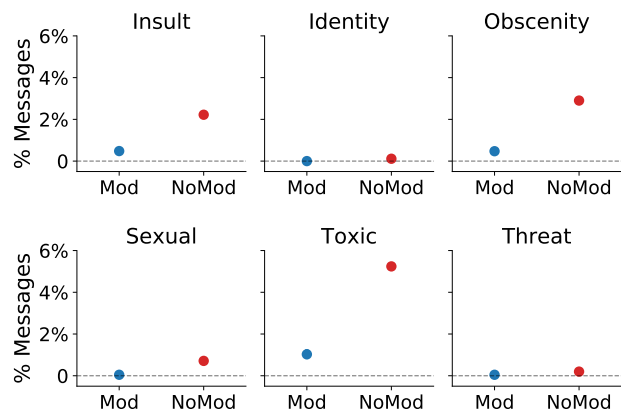 Insult Identity Obscenity
6%
4%
2%
0
% Messages
Mod NoMod Mod NoMod Mod NoMod
Sexual Toxic Threat
6%
4%
2%
0
% Messages
Mod NoMod Mod NoMod Mod NoMod